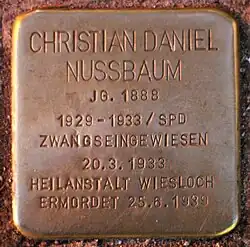 CHRISTIAN DANIEL
NUSSBAUM
JG. 1888
1929 - 1933 / SPD
ZWANGSEINGEWIESEN
20.3. 1933
HEILANSTALT WIESLOCH
ERMORDET 25.6.1939